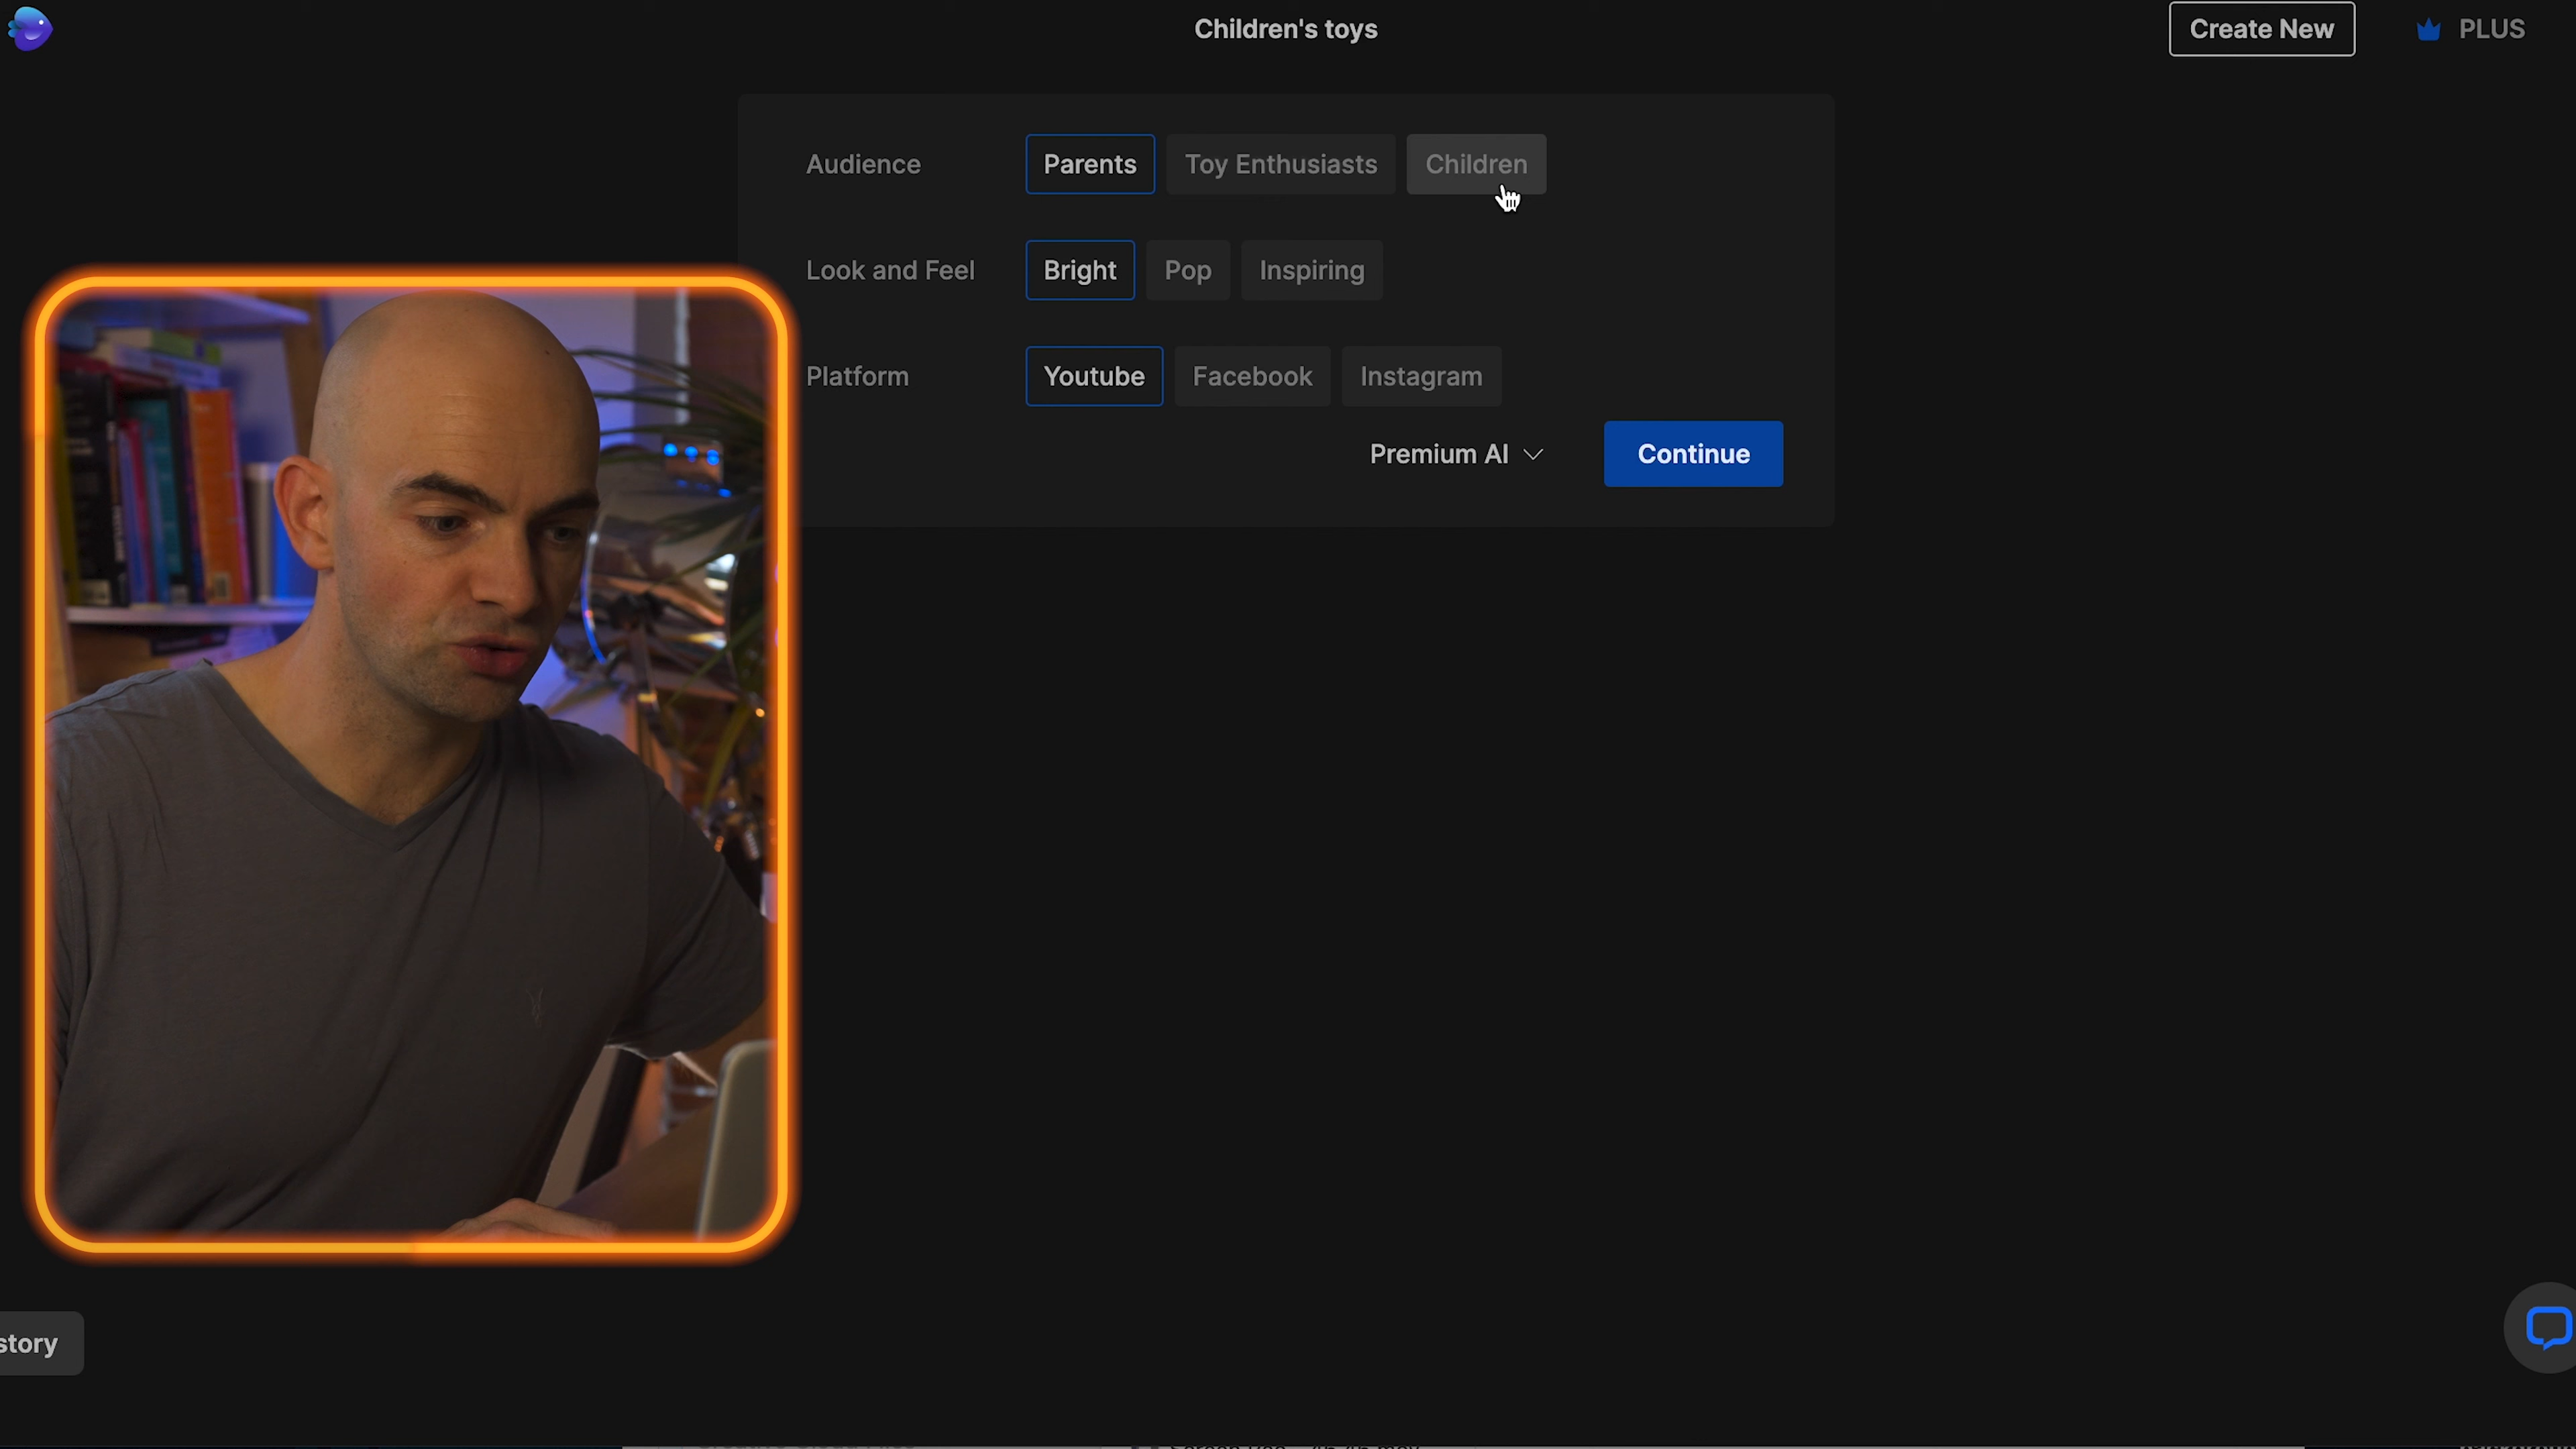 Children's toys
Create New
PLUS
Audience
Parents
Toy Enthusiasts
Children
Look and Feel
Bright
Pop
Inspiring
Platform
Youtube
Facebook
Instagram
Premium AI
Continue
story